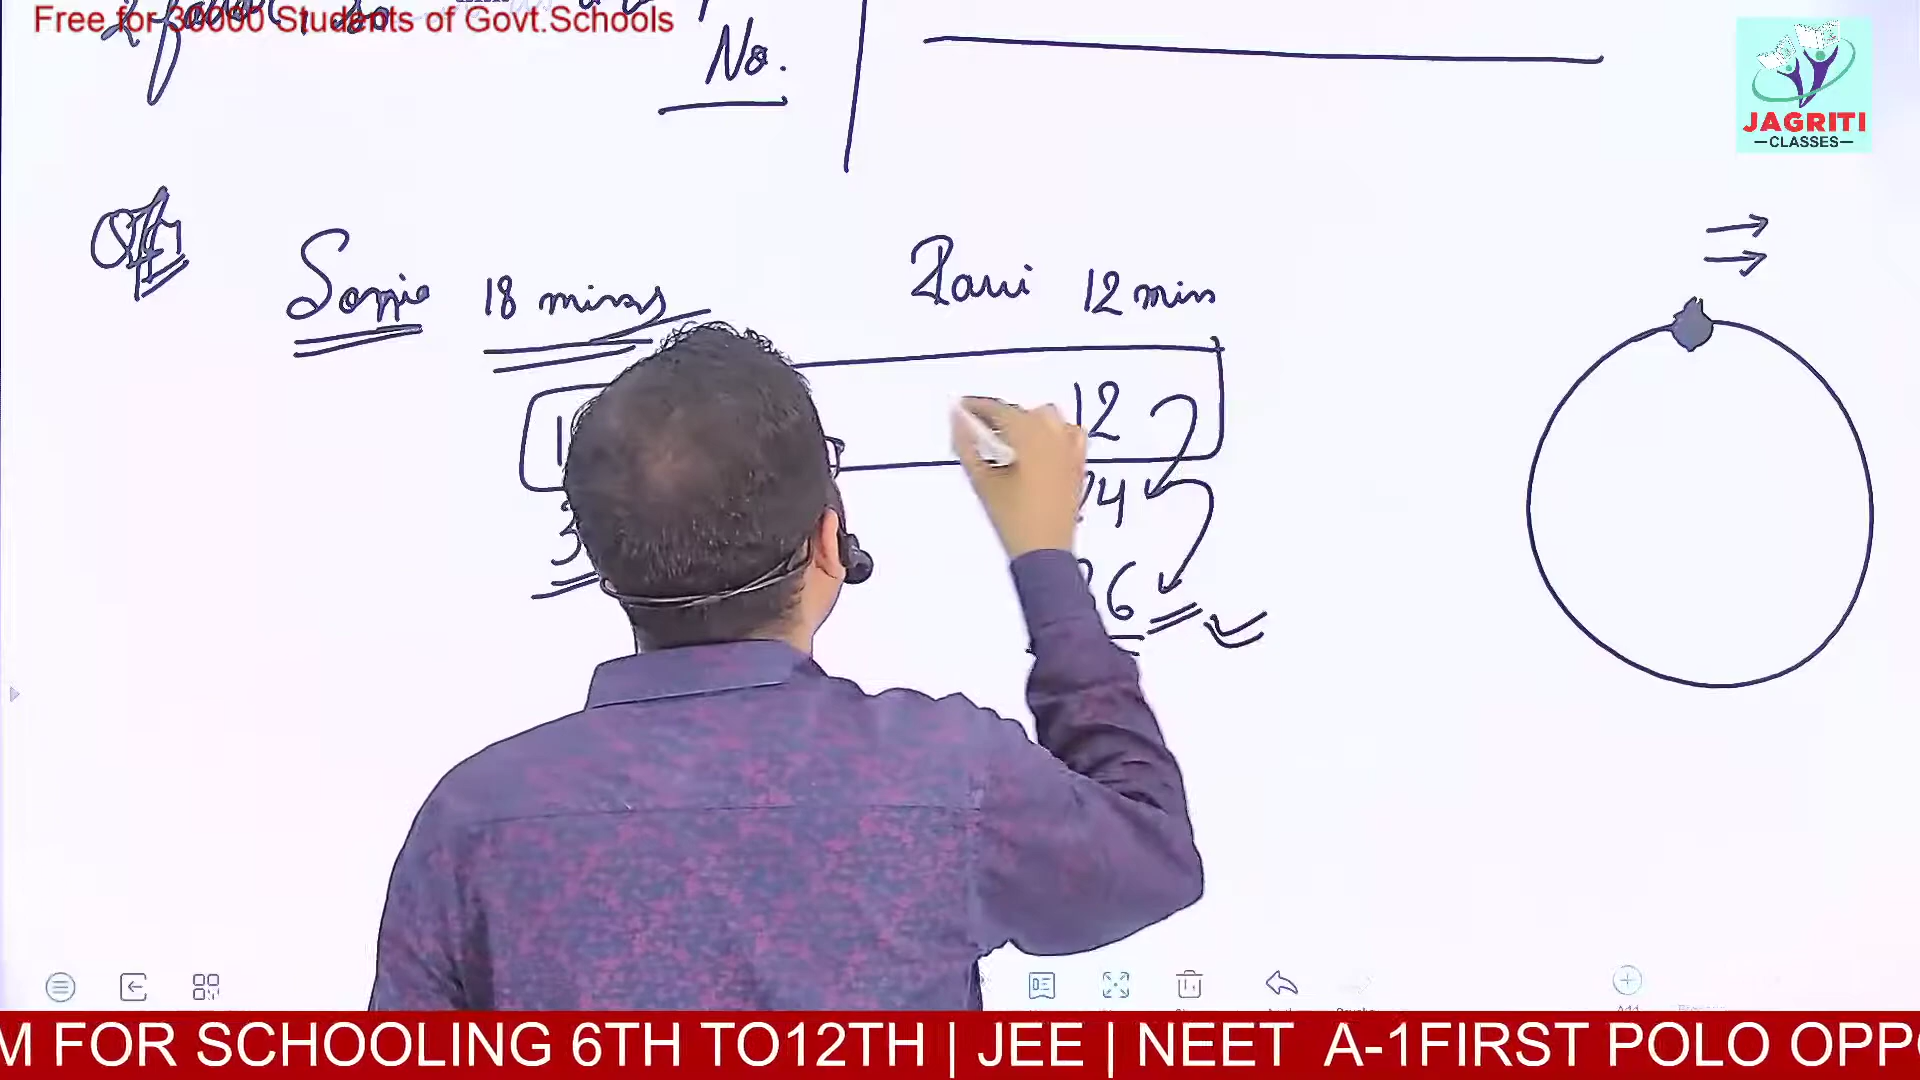 Free for 30000 Students of Govt.Schools
No.
JAGRITI
CLASSES
Q7
Sonia 18 mins
Ravi 12 min
12
24
36
M FOR SCHOOLING 6TH TO12TH | JEE | NEET A-1FIRST POLO OPP